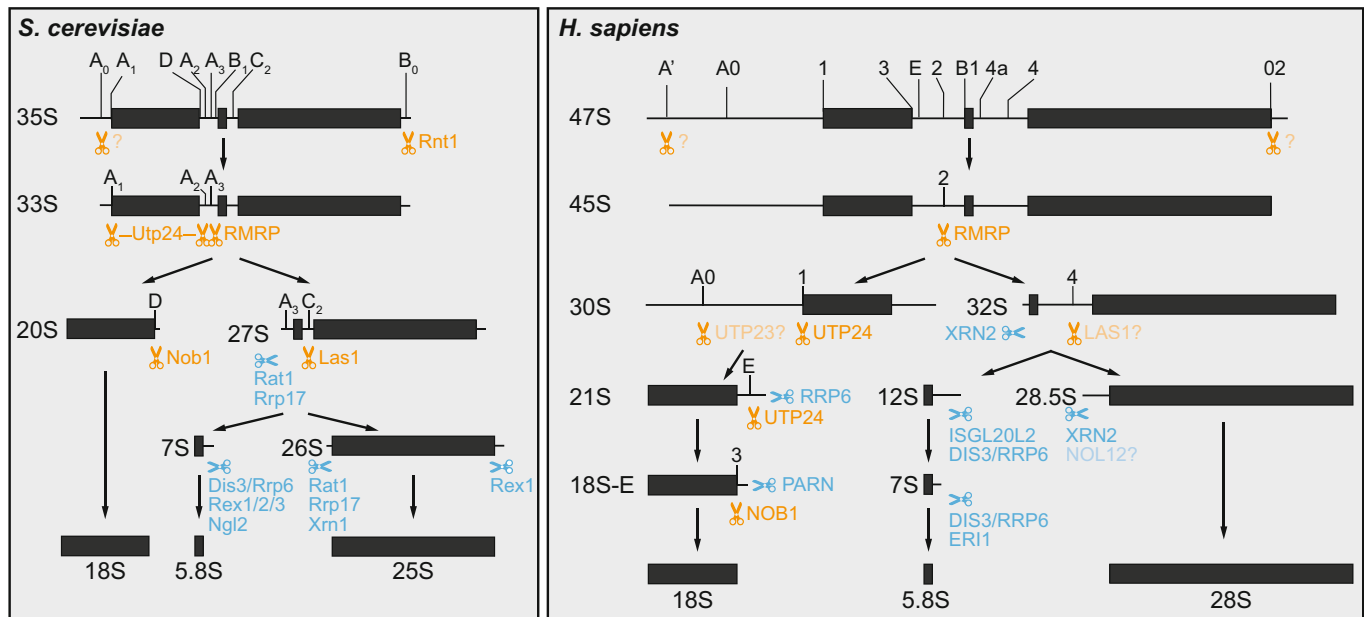 S. cerevisiae
A0 A1 D A2 A3 B1 C2 B0
35S
? Rnt1
33S
A1 A2 A3
Utp24 RMRP
20S
D
Nob1
27S
A3 C2
Las1
Rat1
Rrp17
7S
Dis3/Rrp6
Rex1/2/3
Ngl2
26S
Rat1
Rrp17
Xrn1
Rex1
18S
5.8S
25S
H. sapiens
A' A0 1 3 E 2 B1 4a 4 02
47S
? ?
45S
2
RMRP
30S
A0 1
UTP23? UTP24
32S
4
XRN2 LAS1?
21S
E
RRP6
UTP24
12S
ISGL20L2
DIS3/RRP6
28.5S
XRN2
NOL12?
18S-E
3
PARN
NOB1
7S
DIS3/RRP6
ERI1
18S
5.8S
28S